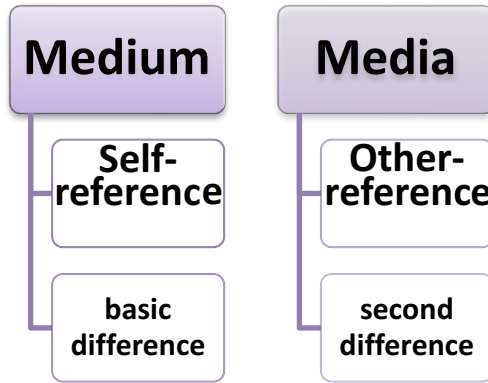 Medium
Self-
reference
basic
difference
Media
Other-
reference
second
difference